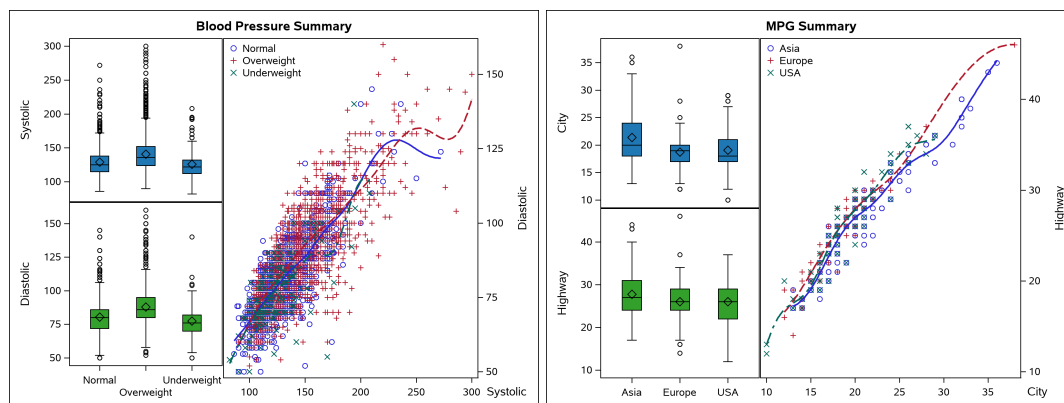 Blood Pressure Summary
300
250
200
150
100
Systolic
150
125
100
75
50
Diastolic
Normal
Overweight
Underweight
Normal
Overweight
Underweight
150
125
100
75
50
Diastolic
100
150
200
250
300
Systolic
MPG Summary
35
30
25
20
15
10
City
40
30
20
10
Highway
Asia
Europe
USA
Asia
Europe
USA
40
30
20
10
Highway
10
15
20
25
30
35
City